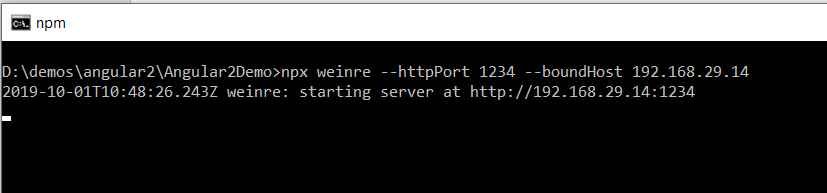 npm
D:\demos\angular2\Angular2Demo>npx weinre --httpPort 1234 --boundHost 192.168.29.14
2019-10-01T10:48:26.243Z weinre: starting server at http://192.168.29.14:1234